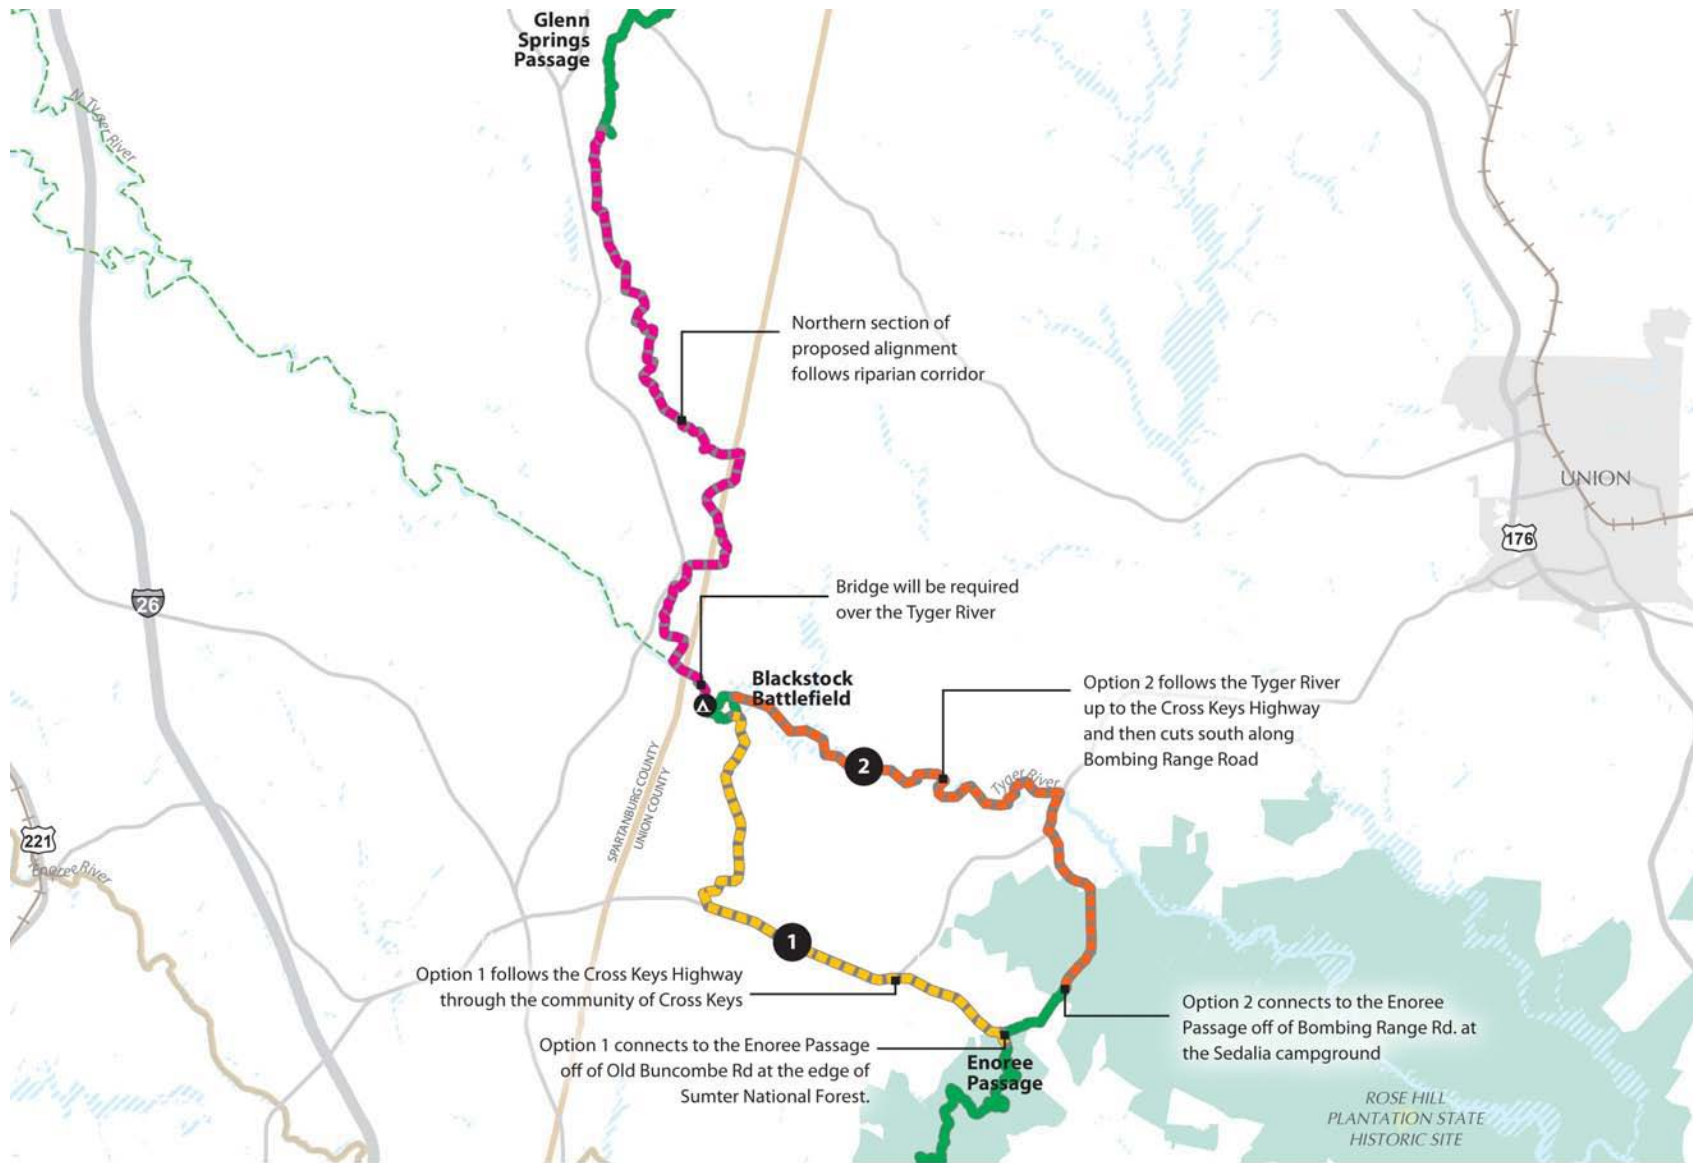 Glenn
Springs
Passage
N. Tyger River
Northern section of
proposed alignment
follows riparian corridor
UNION
176
26
Bridge will be required
over the Tyger River
Blackstock
Battlefield
Option 2 follows the Tyger River
up to the Cross Keys Highway
and then cuts south along
Bombing Range Road
2
Tyger River
SPARTANBURG COUNTY
UNION COUNTY
221
Enoree River
1
Option 1 follows the Cross Keys Highway
through the community of Cross Keys
Option 2 connects to the Enoree
Passage off of Bombing Range Rd. at
the Sedalia campground
Option 1 connects to the Enoree Passage
off of Old Buncombe Rd at the edge of
Sumter National Forest.
Enoree
Passage
ROSE HILL
PLANTATION STATE
HISTORIC SITE